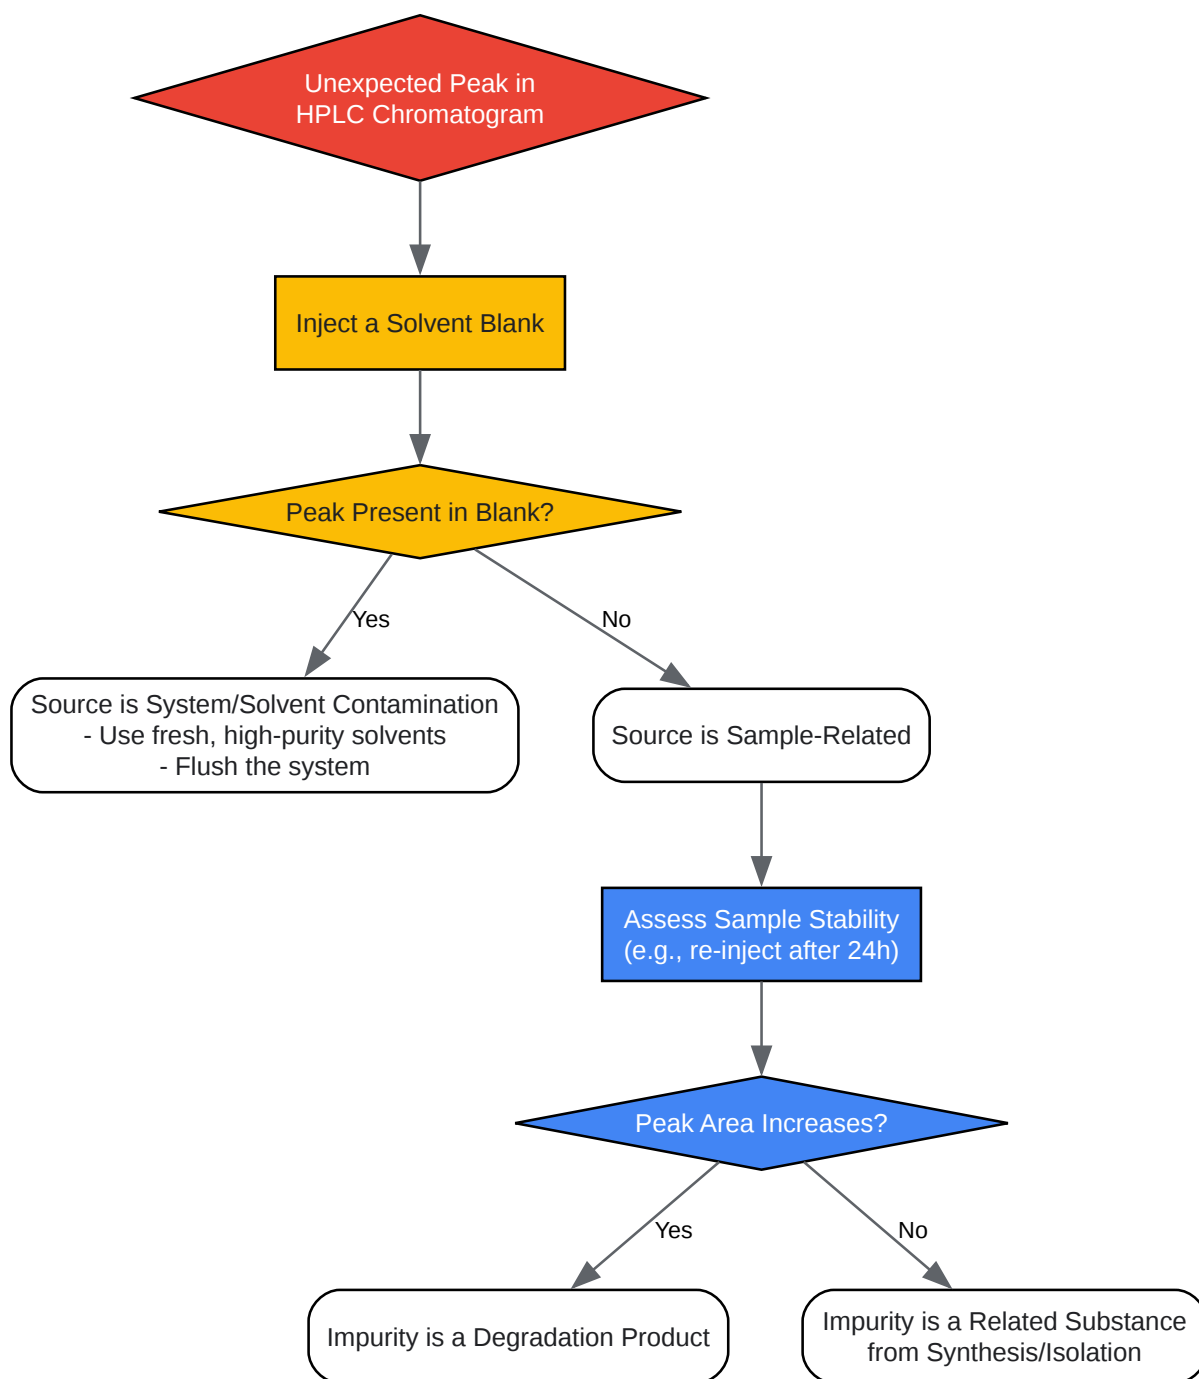 Unexpected Peak in
HPLC Chromatogram
Inject a Solvent Blank
Peak Present in Blank?
Yes
No
Source is System/Solvent Contamination
- Use fresh, high-purity solvents
- Flush the system
Source is Sample-Related
Assess Sample Stability
(e.g., re-inject after 24h)
Peak Area Increases?
Yes
No
Impurity is a Degradation Product
Impurity is a Related Substance
from Synthesis/Isolation